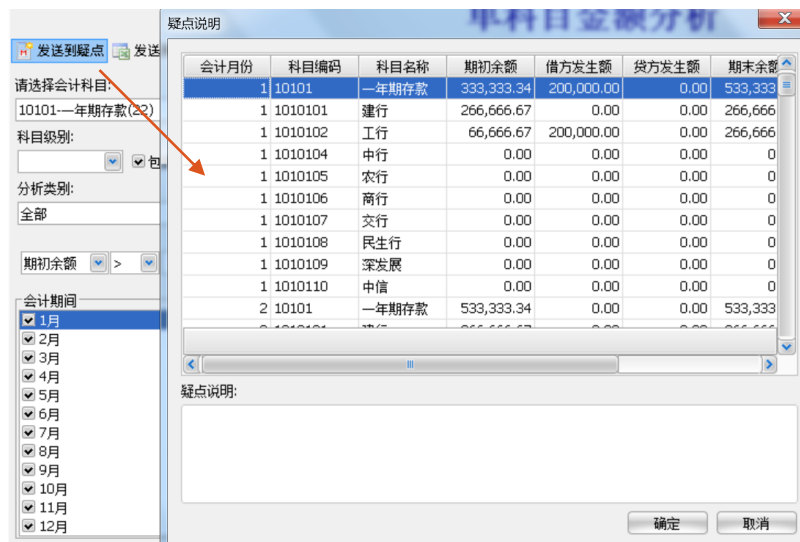 单科目金额分析
疑点说明
发送到疑点 发送
请选择会计科目:
10101-一年期存款(22)
科目级别:
包
分析类别:
全部
期初余额 >
会计期间
1月
2月
3月
4月
5月
6月
7月
8月
9月
10月
11月
12月
会计月份 科目编码 科目名称 期初余额 借方发生额 贷方发生额 期末余额
1 10101 一年期存款 333,333.34 200,000.00 0.00 533,333
1 1010101 建行 266,666.67 0.00 0.00 266,666
1 1010102 工行 66,666.67 200,000.00 0.00 266,666
1 1010104 中行 0.00 0.00 0.00 0
1 1010105 农行 0.00 0.00 0.00 0
1 1010106 商行 0.00 0.00 0.00 0
1 1010107 交行 0.00 0.00 0.00 0
1 1010108 民生行 0.00 0.00 0.00 0
1 1010109 深发展 0.00 0.00 0.00 0
1 1010110 中信 0.00 0.00 0.00 0
2 10101 一年期存款 533,333.34 0.00 0.00 533,333
疑点说明:
确定 取消